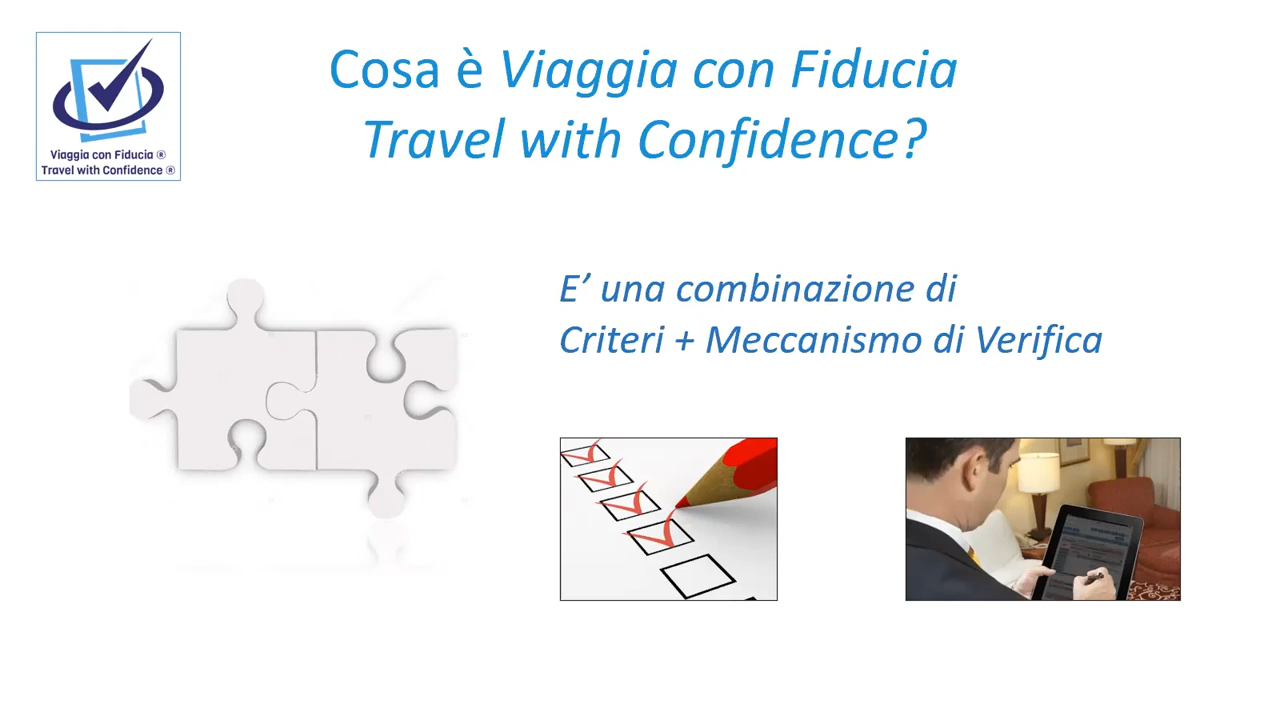 Viaggia con Fiducia ®
Travel with Confidence ®
Cosa è Viaggia con Fiducia
Travel with Confidence?
E’ una combinazione di
Criteri + Meccanismo di Verifica